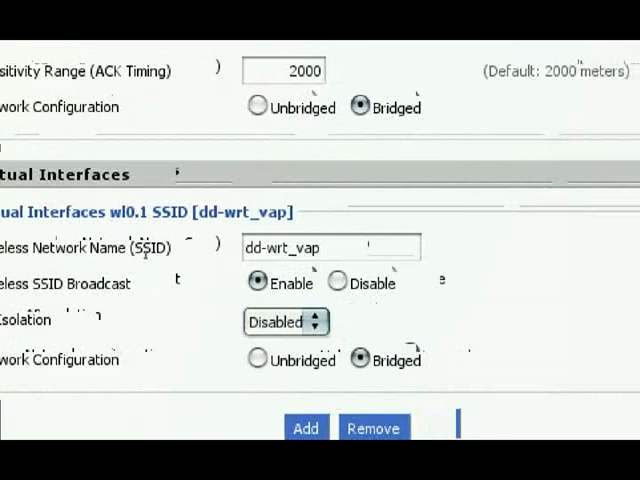 sitivity Range (ACK Timing) 2000 (Default: 2000 meters)
work Configuration Unbridged Bridged
tual Interfaces
ual Interfaces wl0.1 SSID [dd-wrt_vap]
eless Network Name (SSID) dd-wrt_vap
eless SSID Broadcast Enable Disable
Isolation Disabled
work Configuration Unbridged Bridged
Add Remove